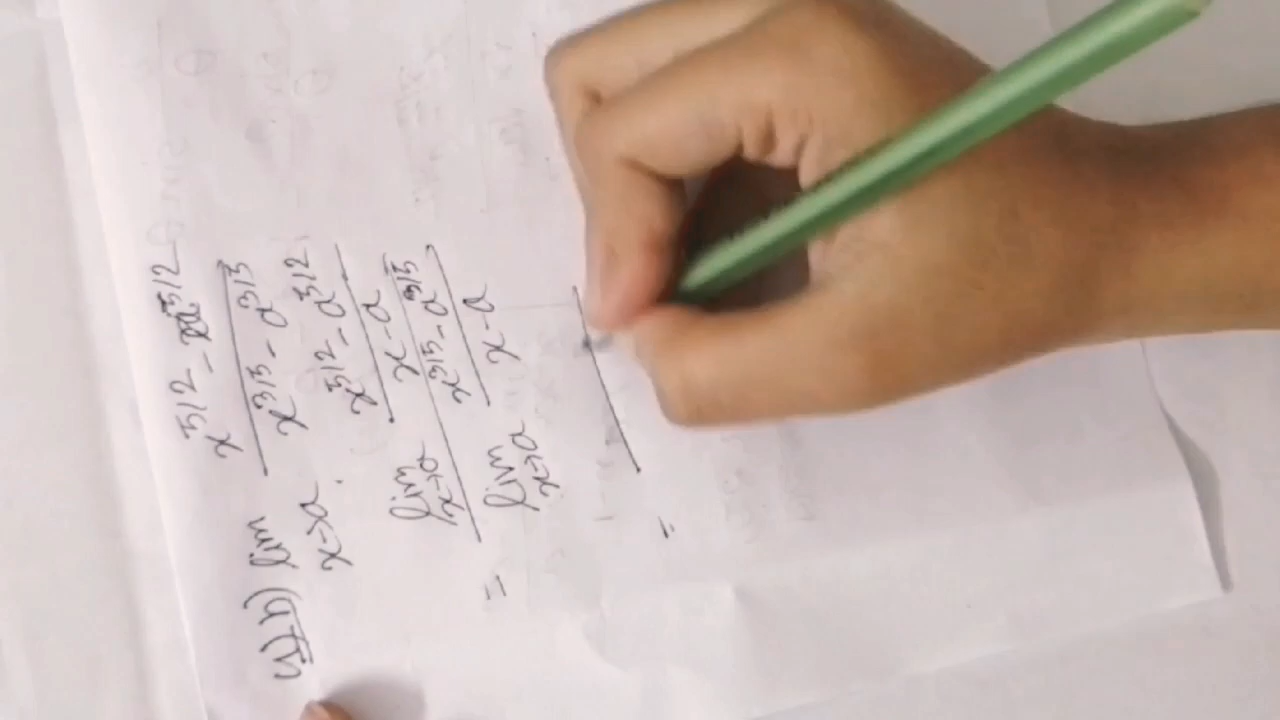 4.(h) lim x→a (x^5/2 - a^5/2) / (x^3/5 - a^3/5)
= (lim x→a (x^5/2 - a^5/2) / (x - a)) / (lim x→a (x^3/5 - a^3/5) / (x - a))
=